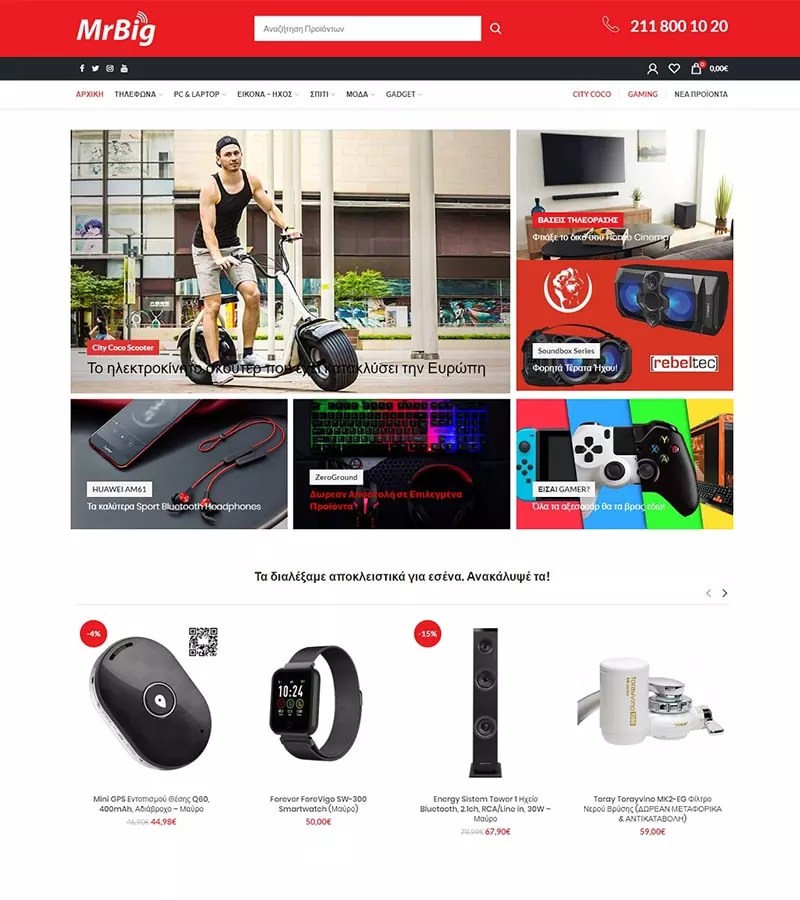 MrBig
Αναζήτηση Προϊόντων
211 800 10 20
0
0,00€
ΑΡΧΙΚΗ ΤΗΛΕΦΩΝΑ PC & LAPTOP ΕΙΚΟΝΑ – ΗΧΟΣ ΣΠΙΤΙ ΜΟΔΑ GADGET CITY COCO GAMING ΝΕΑ ΠΡΟΪΟΝΤΑ
City Coco Scooter
Το ηλεκτροκίνητο σκούτερ που έχει κατακλύσει την Ευρώπη
ΒΑΣΕΙΣ ΤΗΛΕΟΡΑΣΗΣ
Φτιάξε το δικό σου Home Cinema
Soundbox Series
rebeltec
Φορητά Τέρατα Ήχου!
HUAWEI AM61
Τα καλύτερα Sport Bluetooth Headphones
ZeroGround
Δωρεάν Αποστολή σε Επιλεγμένα
Προϊόντα
ΕΙΣΑΙ GAMER?
Όλα τα αξεσουάρ θα τα βρεις εδώ!
Τα διαλέξαμε αποκλειστικά για εσένα. Ανακάλυψέ τα!
-4%
10:24
-15%
Torayvino
Mini GPS Εντοπισμού Θέσης Q60,
400mAh, Αδιάβροχο – Μαύρο
46,90€ 44,98€
Forever ForeVigo SW-300
Smartwatch (Μαύρο)
50,00€
Energy Sistem Tower 1 Ηχείο
Bluetooth, 2.1ch, RCA/Line in, 30W –
Μαύρο
79,99€ 67,90€
Toray Torayvino MK2-EG Φίλτρο
Νερού Βρύσης (ΔΩΡΕΑΝ ΜΕΤΑΦΟΡΙΚΑ
& ΑΝΤΙΚΑΤΑΒΟΛΗ)
59,00€